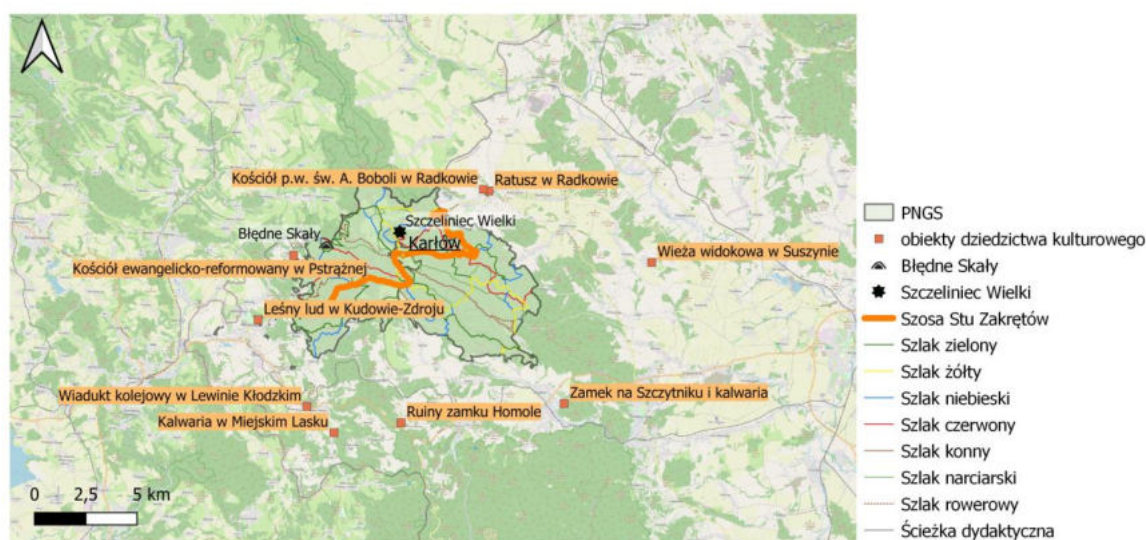 Kościół p.w. św. A. Boboli w Radkowie
Ratusz w Radkowie
Szczeliniec Wielki
Błędne Skały
Karłów
Wieża widokowa w Suszynie
Kościół ewangelicko-reformowany w Pstrążnej
Leśny lud w Kudowie-Zdroju
Wiadukt kolejowy w Lewinie Kłodzkim
Zamek na Szczytniku i kalwaria
Kalwaria w Miejskim Lasku
Ruiny zamku Homole
0 2,5 5 km
PNGS
obiekty dziedzictwa kulturowego
Błędne Skały
Szczeliniec Wielki
Szosa Stu Zakrętów
Szlak zielony
Szlak żółty
Szlak niebieski
Szlak czerwony
Szlak konny
Szlak narciarski
Szlak rowerowy
Ścieżka dydaktyczna